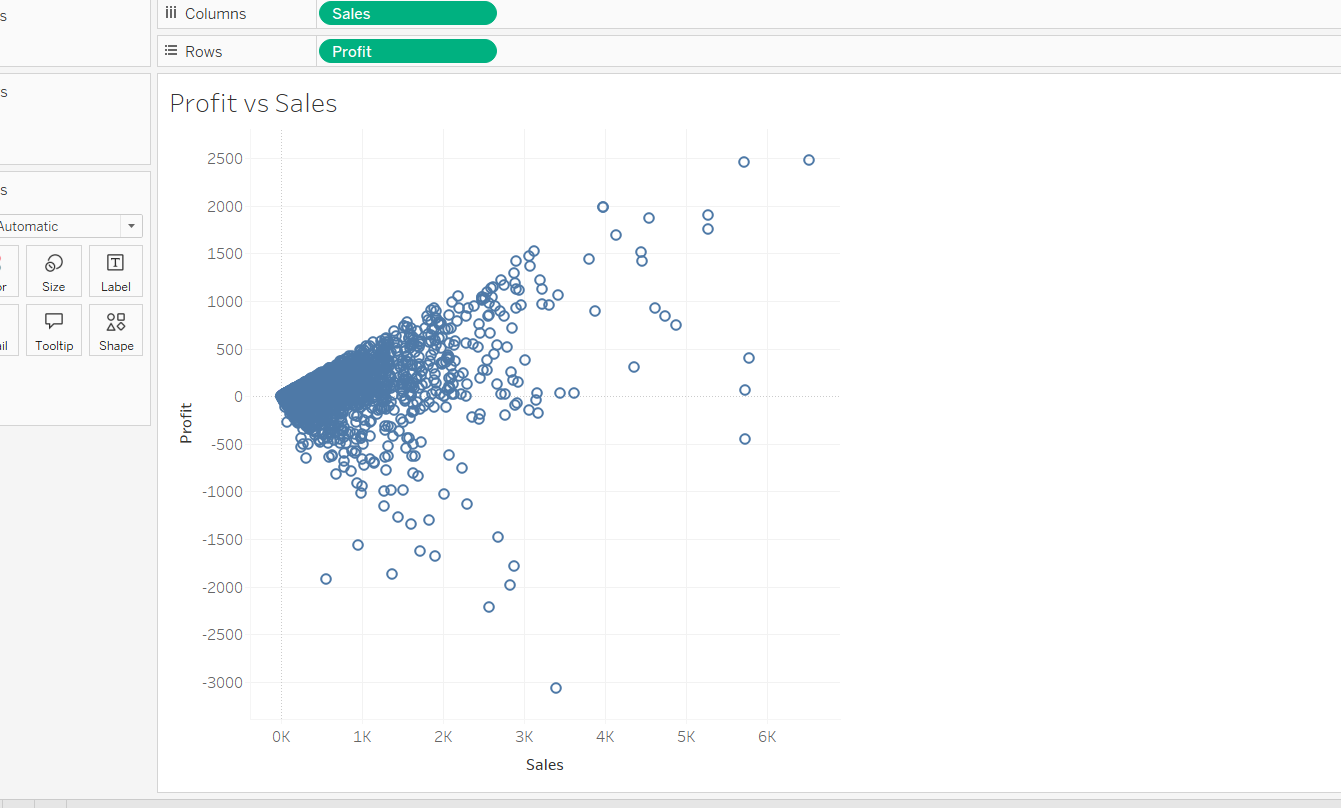 s
Columns
Sales
Rows
Profit
s
Profit vs Sales
s
Automatic
or
Size
Label
ail
Tooltip
Shape
2500
2000
1500
1000
500
0
-500
-1000
-1500
-2000
-2500
-3000
Profit
0K
1K
2K
3K
4K
5K
6K
Sales